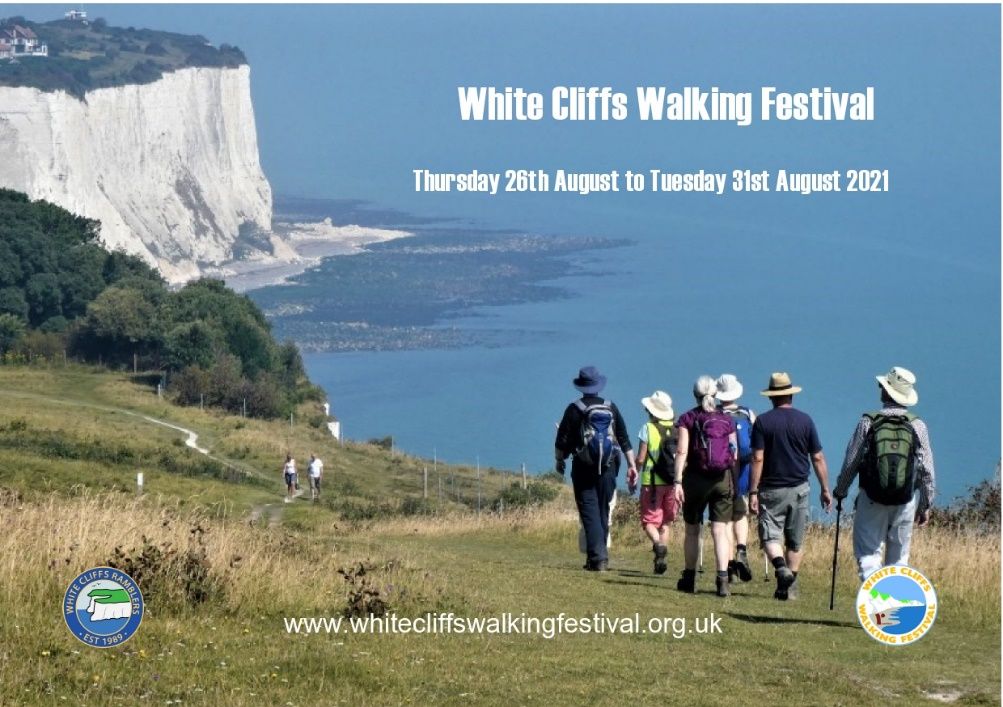 White Cliffs Walking Festival
Thursday 26th August to Tuesday 31st August 2021
WHITE CLIFFS RAMBLERS
• EST 1989 •
www.whitecliffswalkingfestival.org.uk
WHITE CLIFFS
WALKING FESTIVAL